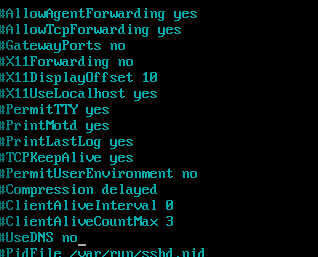 #AllowAgentForwarding yes
#AllowTcpForwarding yes
#GatewayPorts no
#X11Forwarding no
#X11DisplayOffset 10
#X11UseLocalhost yes
#PermitTTY yes
#PrintMotd yes
#PrintLastLog yes
#TCPKeepAlive yes
#PermitUserEnvironment no
#Compression delayed
#ClientAliveInterval 0
#ClientAliveCountMax 3
#UseDNS no
#PidFile /var/run/sshd.pid